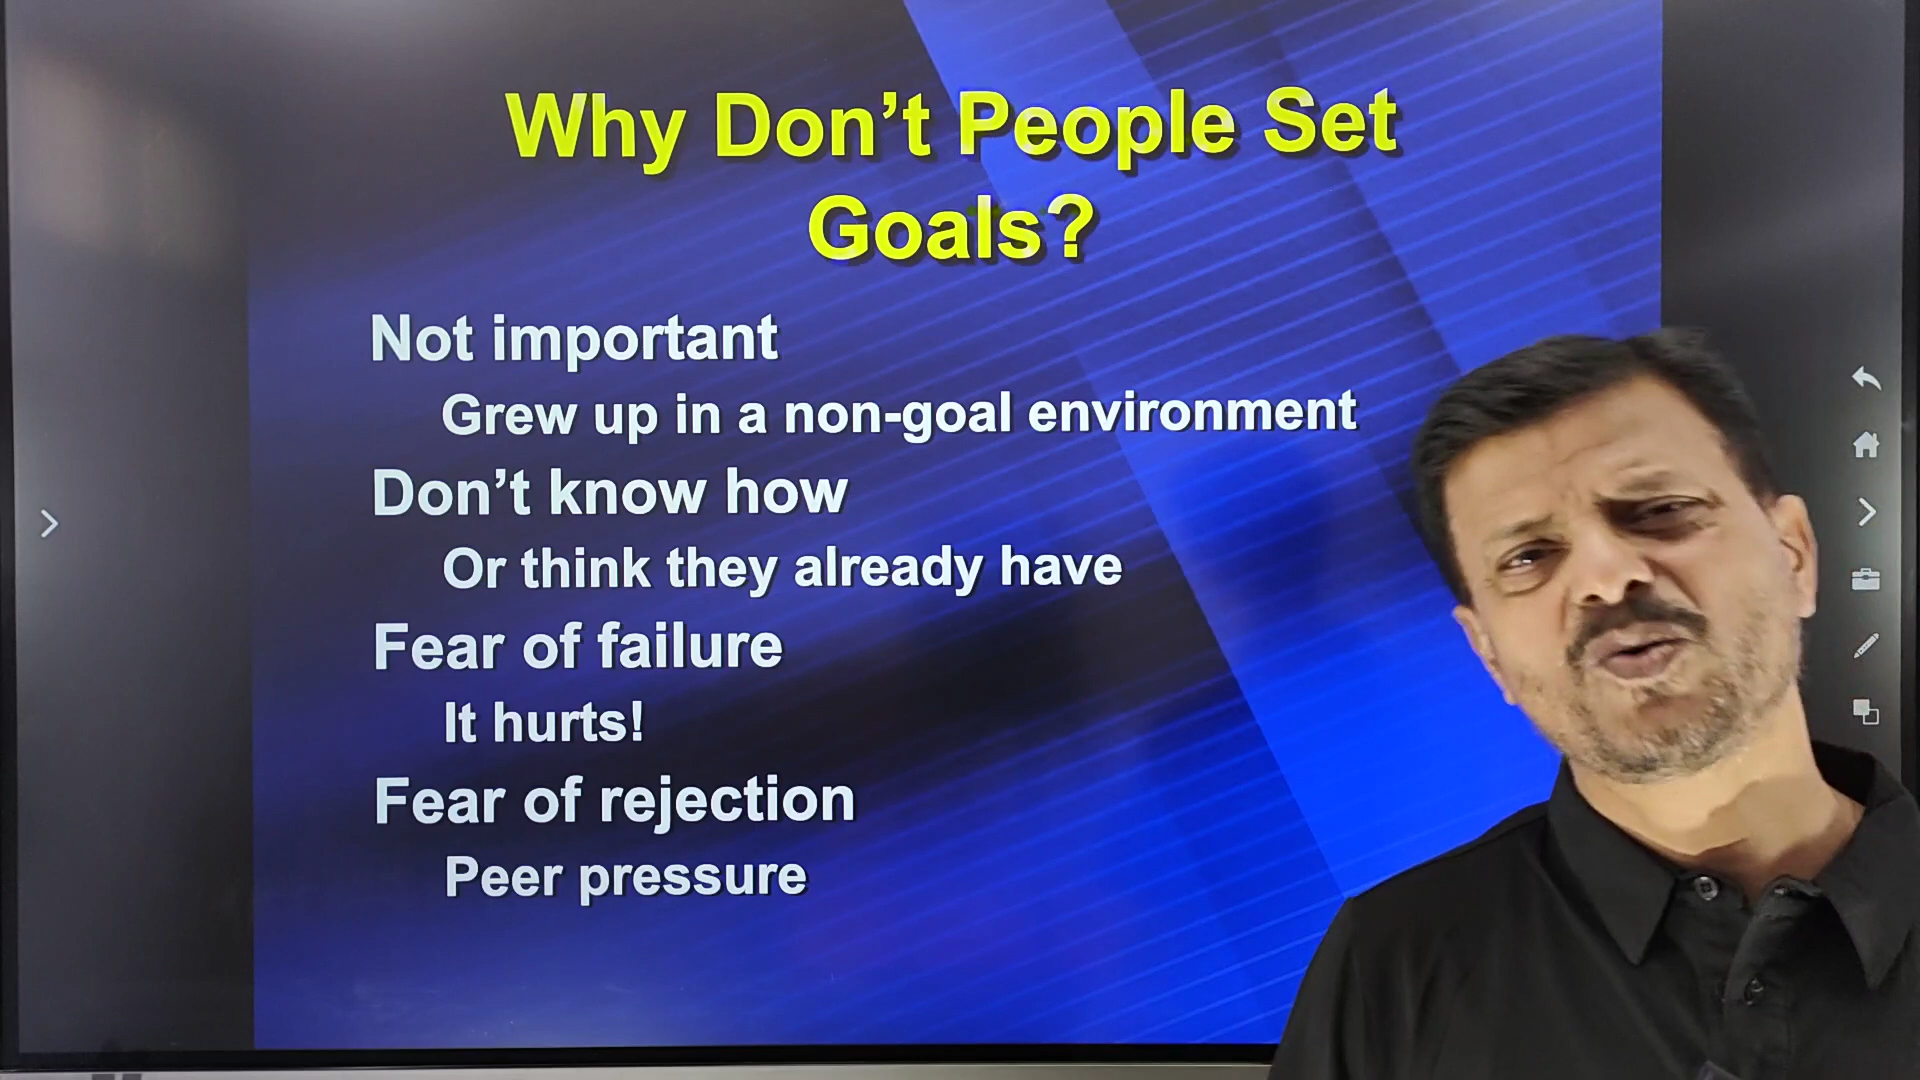 Why Don’t People Set
Goals?
Not important
Grew up in a non-goal environment
Don’t know how
Or think they already have
Fear of failure
It hurts!
Fear of rejection
Peer pressure